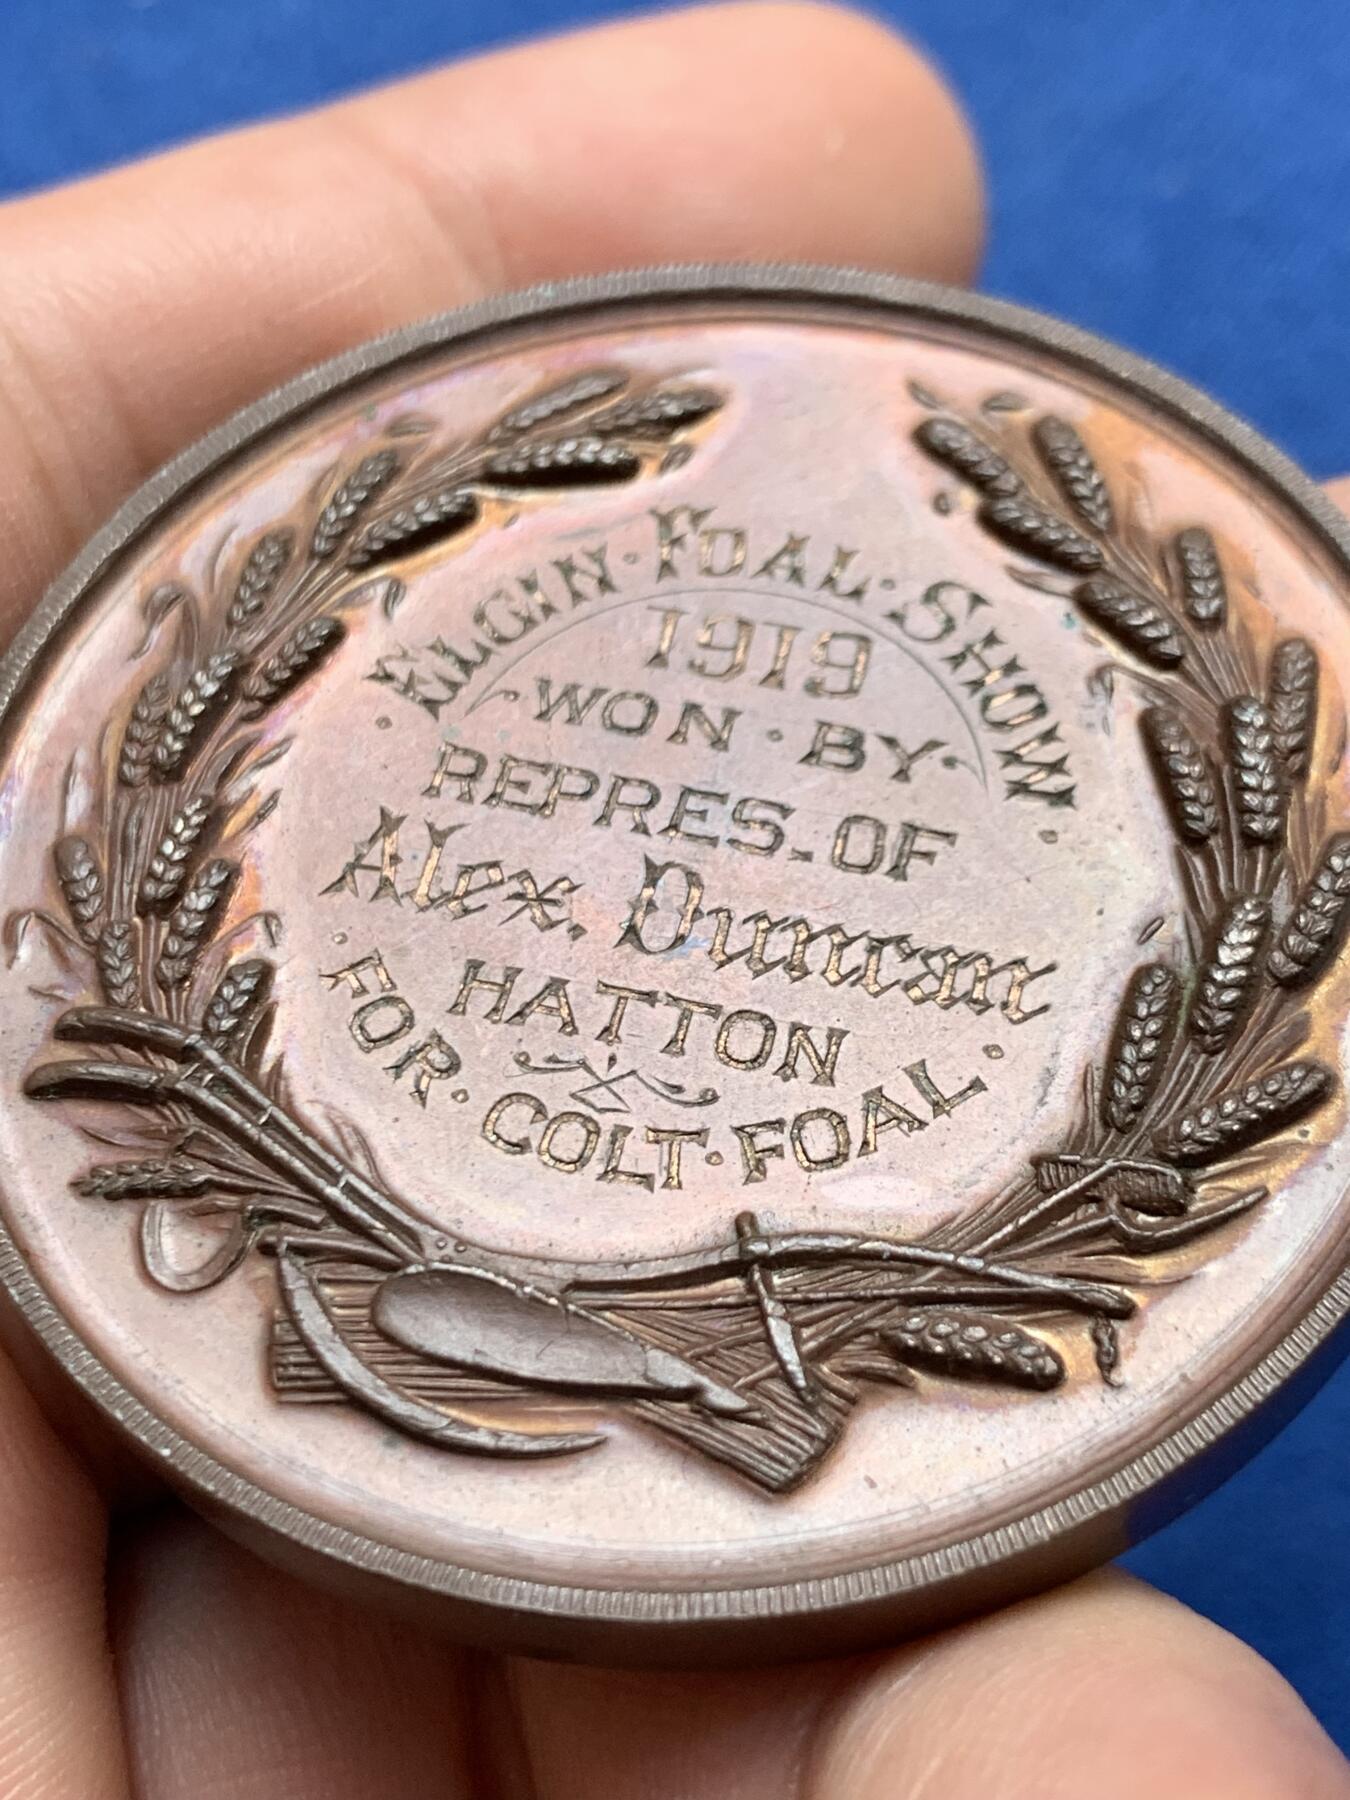 · ELGIN · FOAL · SHOW ·
1919
· WON · BY ·
REPRES. OF
Alex. Duncan
HATTON
· FOR · COLT · FOAL ·